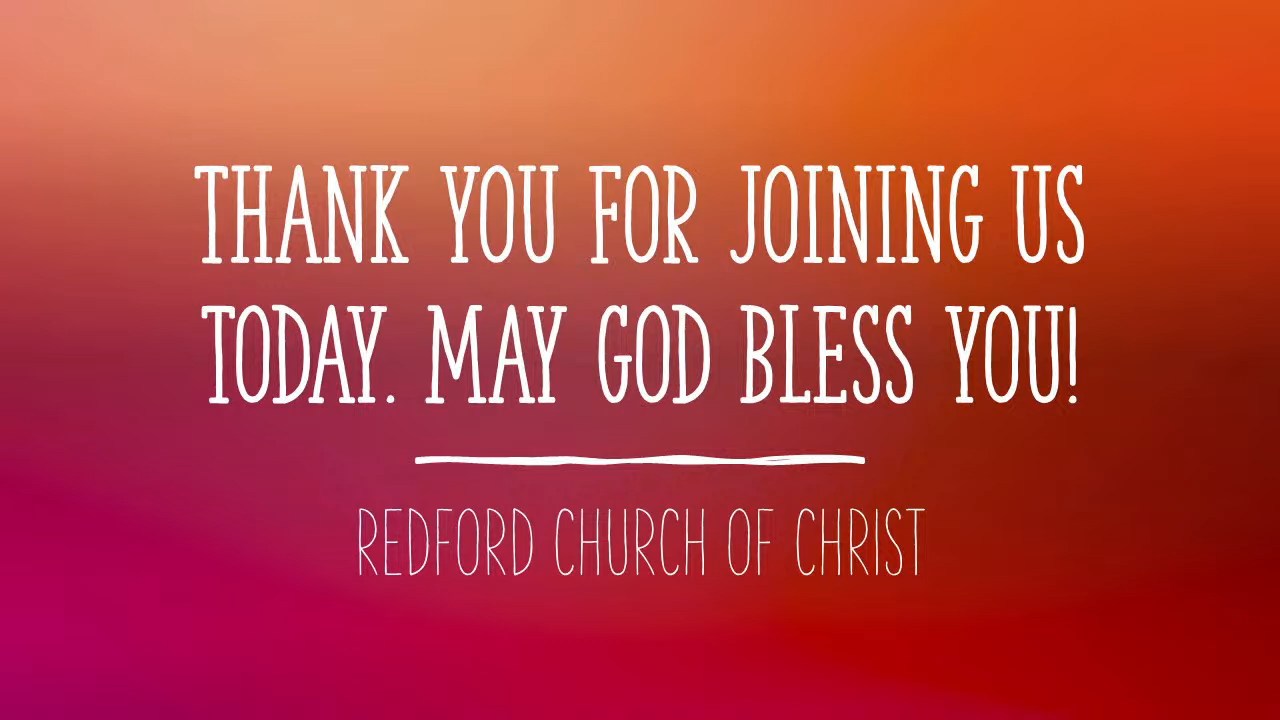 THANK YOU FOR JOINING US
TODAY. MAY GOD BLESS YOU!
REDFORD CHURCH OF CHRIST